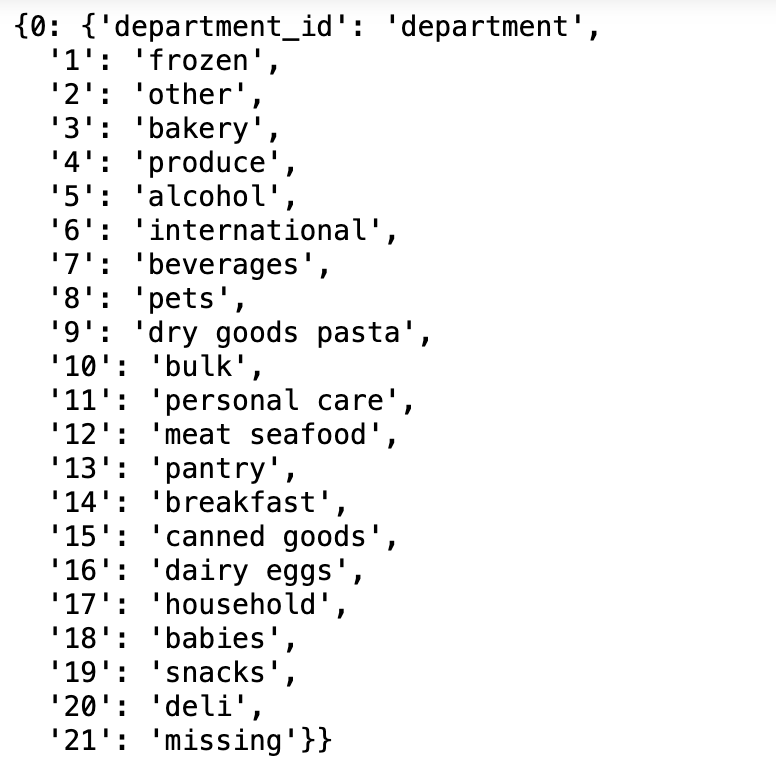 {0: {'department_id': 'department',
'1': 'frozen',
'2': 'other',
'3': 'bakery',
'4': 'produce',
'5': 'alcohol',
'6': 'international',
'7': 'beverages',
'8': 'pets',
'9': 'dry goods pasta',
'10': 'bulk',
'11': 'personal care',
'12': 'meat seafood',
'13': 'pantry',
'14': 'breakfast',
'15': 'canned goods',
'16': 'dairy eggs',
'17': 'household',
'18': 'babies',
'19': 'snacks',
'20': 'deli',
'21': 'missing'}}